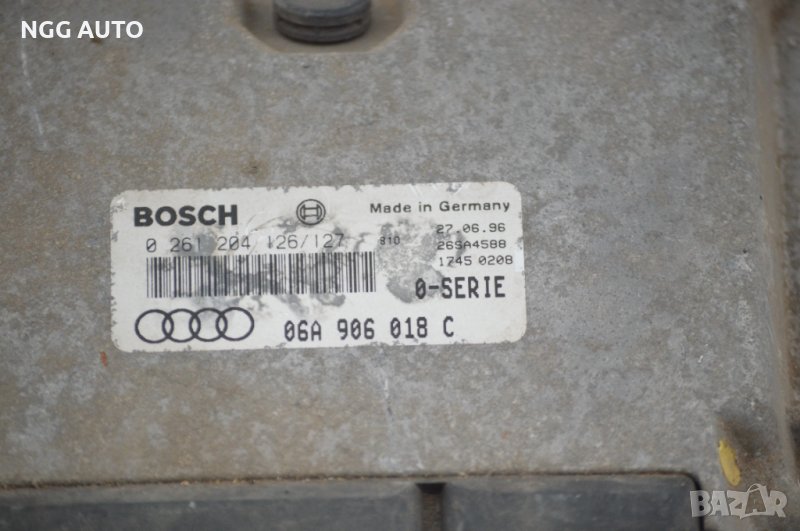 NGG AUTO
BOSCH
Made in Germany
0 261 204 126/127
810
27.06.96
26SA4588
1745 0208
0-SERIE
06A 906 018 C
BAZAR